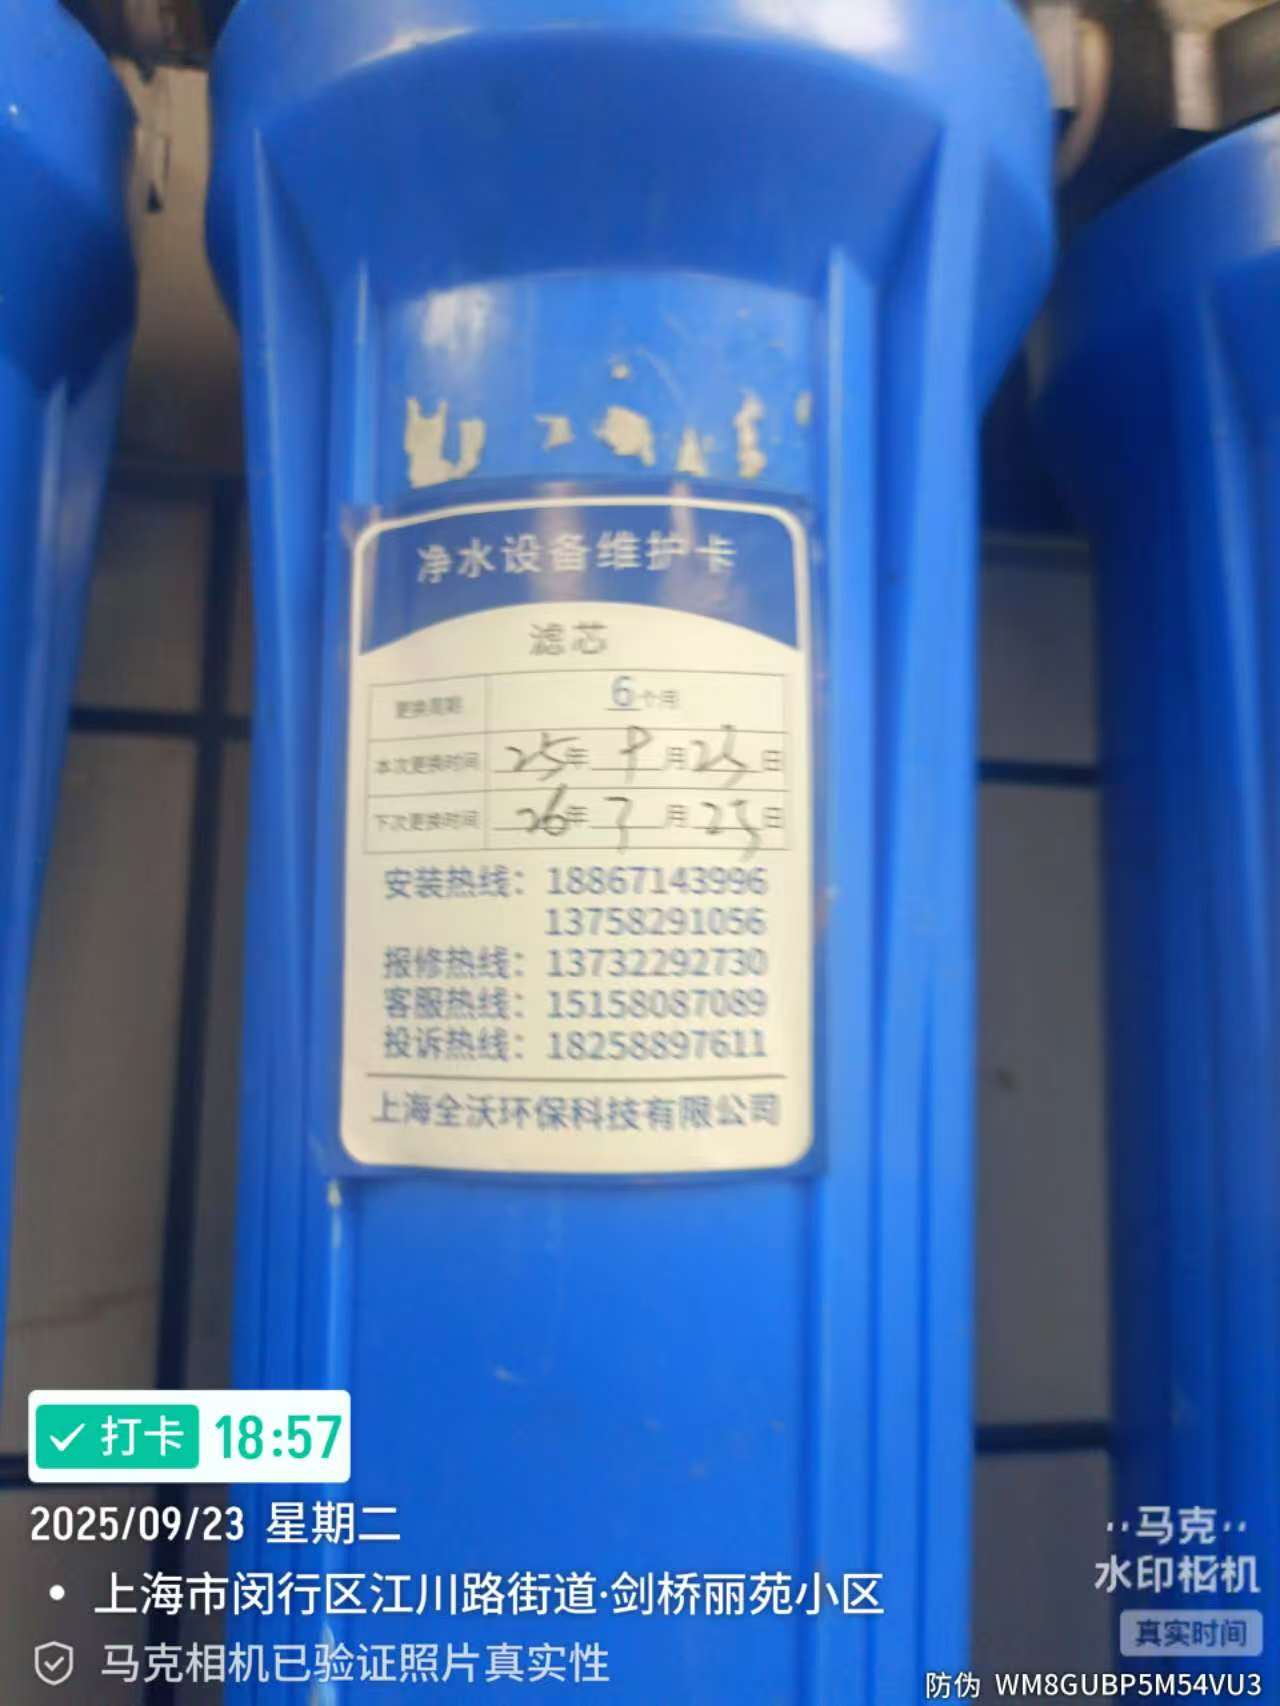 净水设备维护卡
滤芯
更换周期 6个月
本次更换时间 25年 9月23日
下次更换时间 26年 3月23日
安装热线：18867143996
13758291056
报修热线：13732292730
客服热线：15158087089
投诉热线：18258897611
上海全沃环保科技有限公司
打卡 18:57
2025/09/23 星期二
上海市闵行区江川路街道·剑桥丽苑小区
马克相机已验证照片真实性
马克
水印相机
真实时间
防伪 WM8GUBP5M54VU3